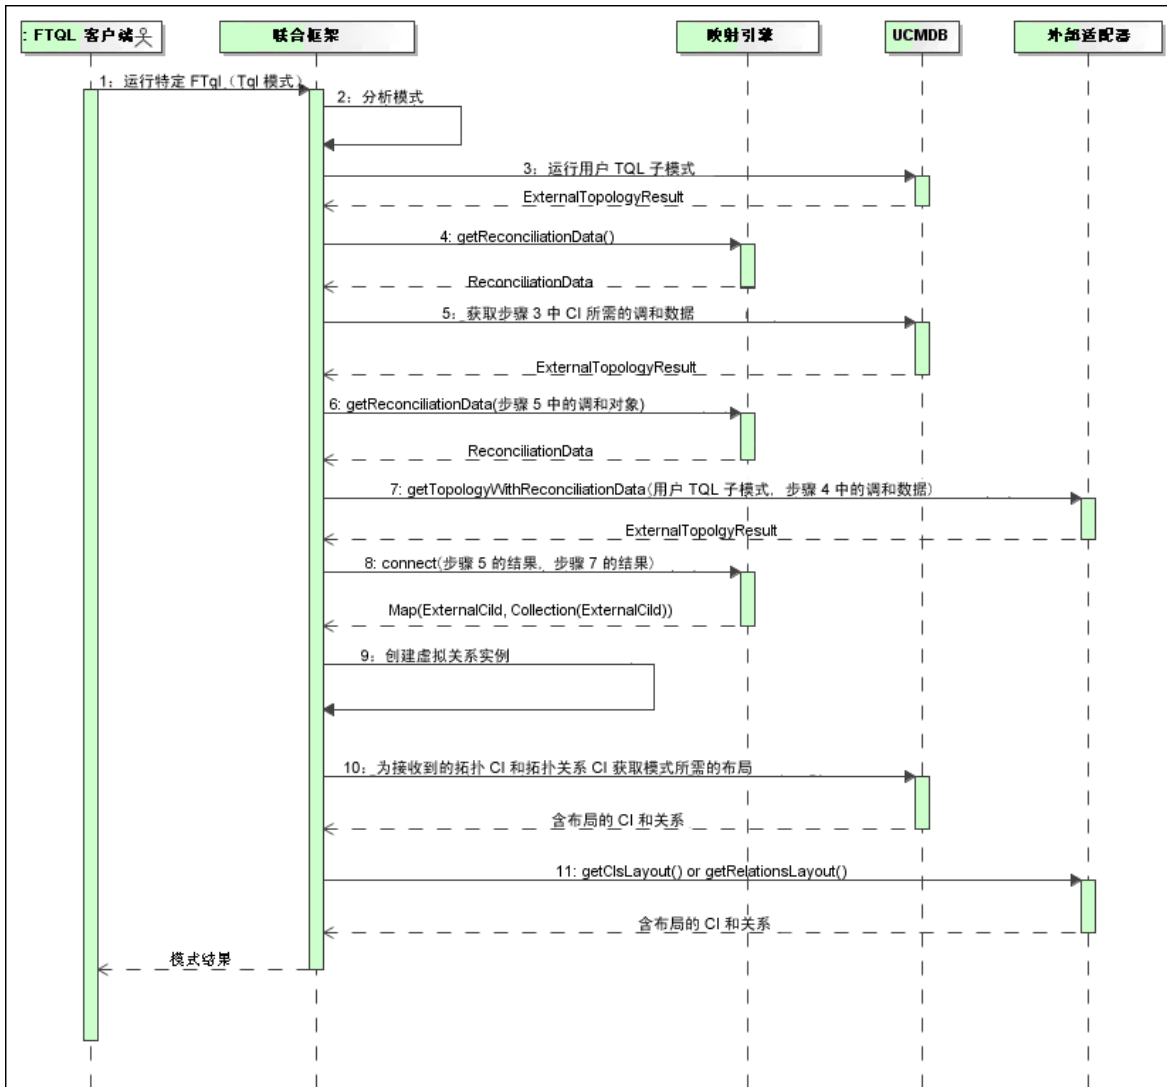 : FTQL 客户端
联合框架
映射引擎
UCMDB
外部适配器
1：运行特定 FTql（Tql 模式）
2：分析模式
3：运行用户 TQL 子模式
ExternalTopologyResult
4: getReconciliationData()
ReconciliationData
5：获取步骤 3 中 CI 所需的调和数据
ExternalTopologyResult
6: getReconciliationData(步骤 5 中的调和对象)
ReconciliationData
7: getTopologyWithReconciliationData(用户 TQL 子模式，步骤 4 中的调和数据)
ExternalTopolgyResult
8: connect(步骤 5 的结果，步骤 7 的结果)
Map(ExternalCiId, Collection(ExternalCiId))
9：创建虚拟关系实例
10：为接收到的拓扑 CI 和拓扑关系 CI 获取模式所需的布局
含布局的 CI 和关系
11: getCIsLayout() or getRelationsLayout()
含布局的 CI 和关系
模式结果